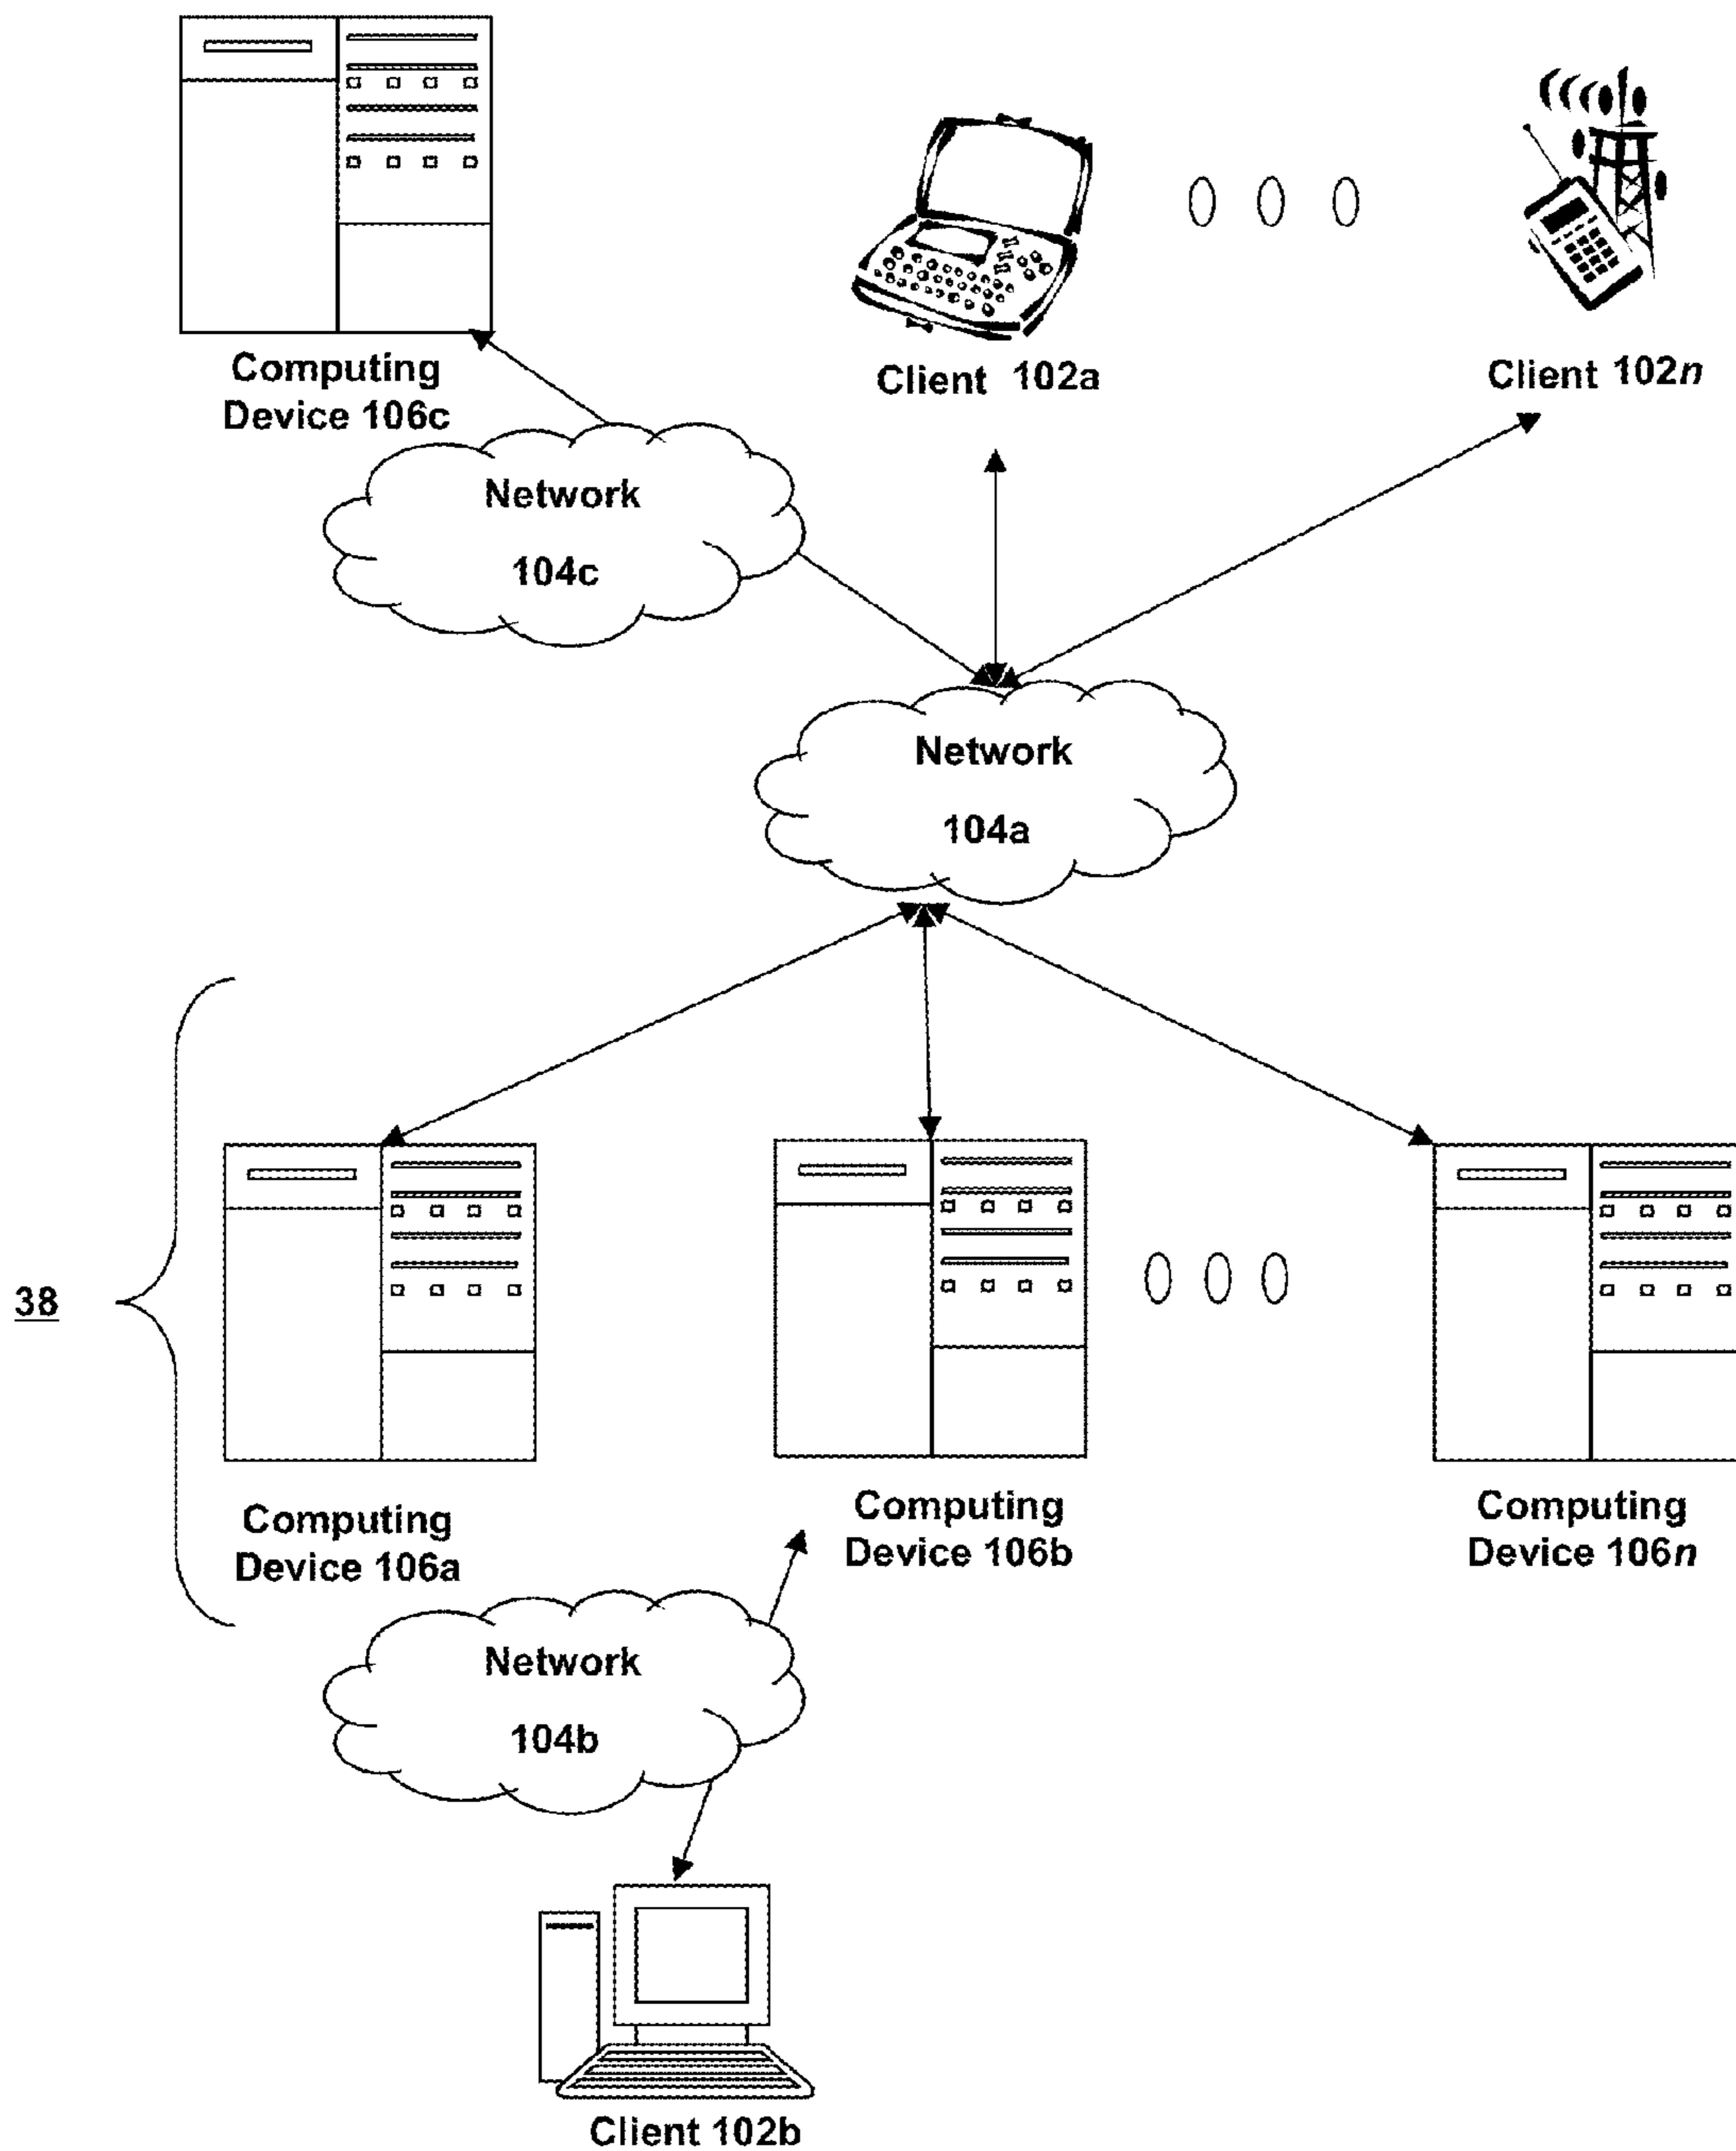 Computing
Device 106c
Client 102a
Client 102n
Network
104c
Network
104a
38
Computing
Device 106a
Computing
Device 106b
Computing
Device 106n
Network
104b
Client 102b